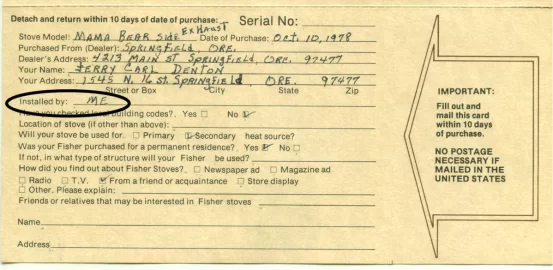 Detach and return within 10 days of date of purchase: Serial No:
Stove Model: MAMA BEAR SIDE EXHAUST Date of Purchase: OCT. 10, 1978
Purchased From (Dealer): SPRINGFIELD, ORE.
Dealer's Address: 4213 MAIN ST SPRINGFIELD, ORE. 97477
Your Name: JERRY CARL DENTON
Your Address: 1545 N. 16 ST. SPRINGFIELD, ORE. 97477
Street or Box City State Zip
Installed by: ME
Have you checked local building codes?. Yes ☐ No ☑
Location of stove (if other than above):
Will your stove be used for. ☐ Primary ☑ Secondary heat source?
Was your Fisher purchased for a permanent residence? Yes ☑ No ☐
If not, in what type of structure will your Fisher be used?
How did you find out about Fisher Stoves?. ☐ Newspaper ad ☐ Magazine ad
☐ Radio ☐ T.V. ☑ From a friend or acquaintance ☐ Store display
☐ Other. Please explain:
Friends or relatives that may be interested in Fisher stoves
Name
Address
IMPORTANT:
Fill out and
mail this card
within 10 days
of purchase.
NO POSTAGE
NECESSARY IF
MAILED IN THE
UNITED STATES